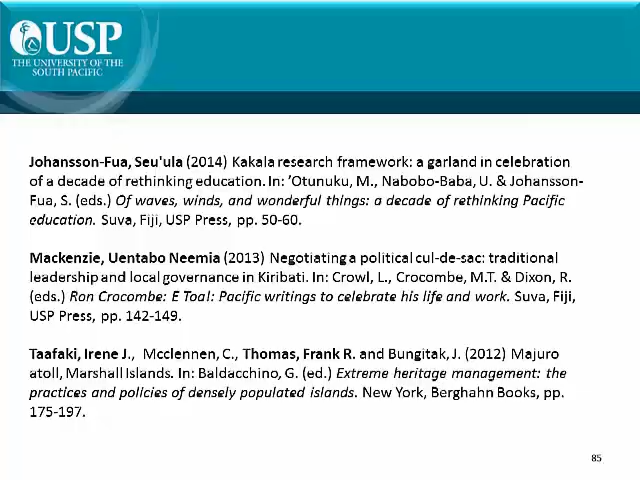 USP
THE UNIVERSITY OF THE
SOUTH PACIFIC
Johansson-Fua, Seu'ula (2014) Kakala research framework: a garland in celebration
of a decade of rethinking education. In: ’Otunuku, M., Nabobo-Baba, U. & Johansson-
Fua, S. (eds.) Of waves, winds, and wonderful things: a decade of rethinking Pacific
education. Suva, Fiji, USP Press, pp. 50-60.
Mackenzie, Uentabo Neemia (2013) Negotiating a political cul-de-sac: traditional
leadership and local governance in Kiribati. In: Crowl, L., Crocombe, M.T. & Dixon, R.
(eds.) Ron Crocombe: E Toa!: Pacific writings to celebrate his life and work. Suva, Fiji,
USP Press, pp. 142-149.
Taafaki, Irene J., Mcclennen, C., Thomas, Frank R. and Bungitak, J. (2012) Majuro
atoll, Marshall Islands. In: Baldacchino, G. (ed.) Extreme heritage management: the
practices and policies of densely populated islands. New York, Berghahn Books, pp.
175-197.
85